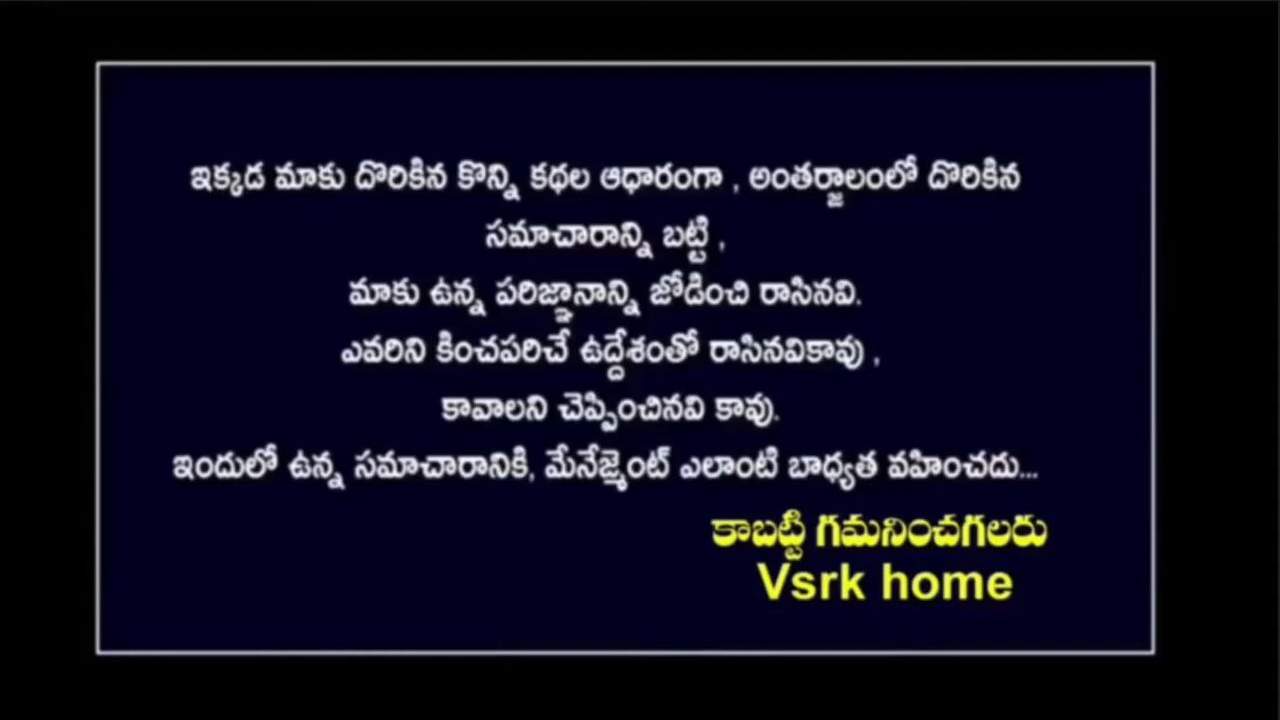 ఇక్కడ మాకు దొరికిన కొన్ని కథల ఆధారంగా , అంతర్జాలంలో దొరికిన
సమాచారాన్ని బట్టి ,
మాకు ఉన్న పరిజ్ఞానాన్ని జోడించి రాసినవి.
ఎవరిని కించపరిచే ఉద్దేశంతో రాసినవికావు ,
కావాలని చెప్పించినవి కావు.
ఇందులో ఉన్న సమాచారానికి, మేనేజ్మెంట్ ఎలాంటి బాధ్యత వహించదు...
కాబట్టి గమనించగలరు
Vsrk home